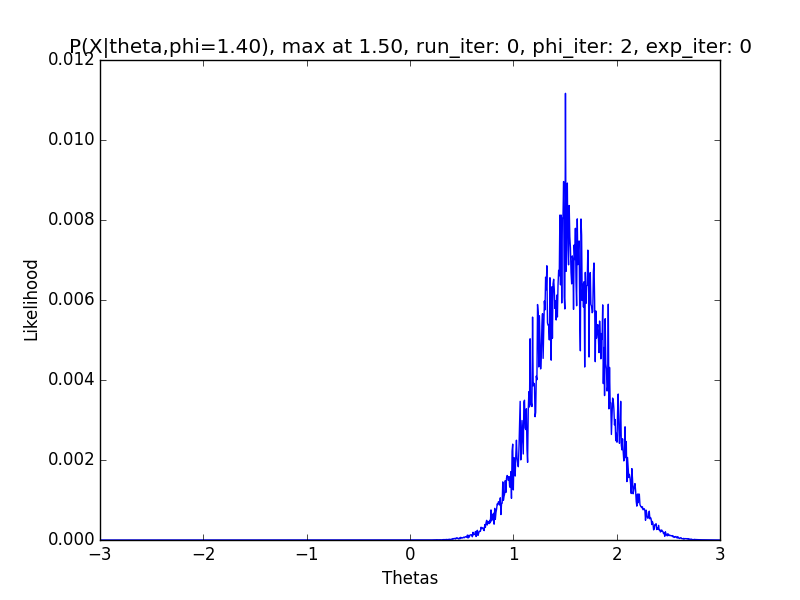 P(X|theta,phi=1.40), max at 1.50, run_iter: 0, phi_iter: 2, exp_iter: 0
0.012
0.010
0.008
0.006
0.004
0.002
0.000
Likelihood
−3 −2 −1 0 1 2 3
Thetas